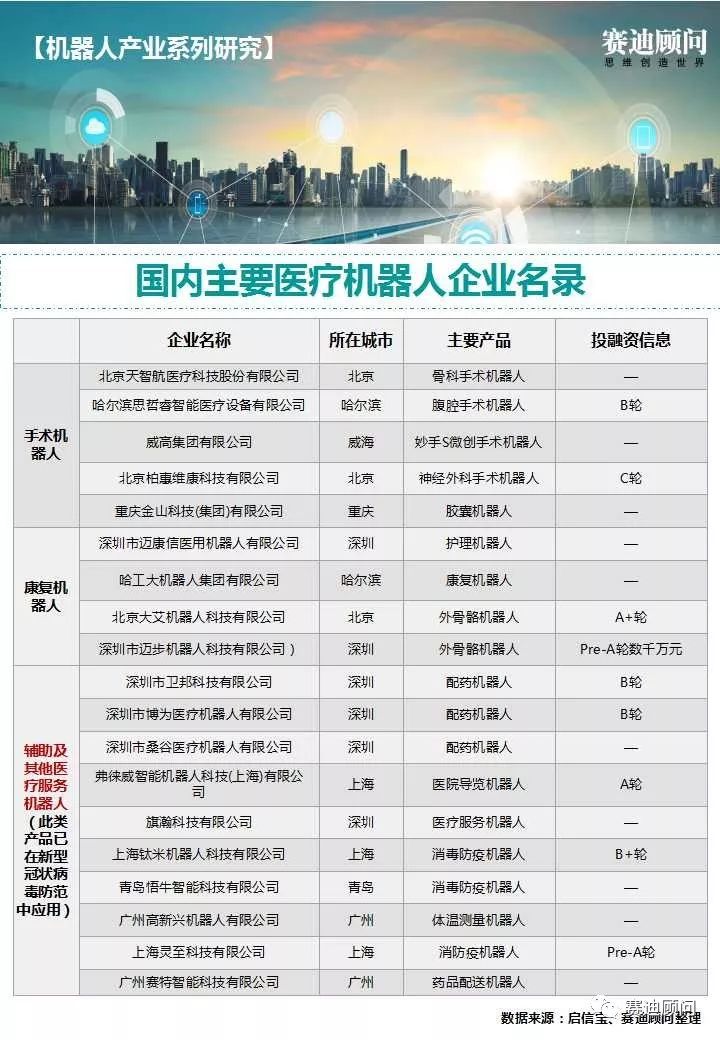 【机器人产业系列研究】
赛迪顾问
思维创造世界
国内主要医疗机器人企业名录
企业名称 所在城市 主要产品 投融资信息
手术机器人
北京天智航医疗科技股份有限公司 北京 骨科手术机器人 —
哈尔滨思哲睿智能医疗设备有限公司 哈尔滨 腹腔手术机器人 B轮
威高集团有限公司 威海 妙手S微创手术机器人 —
北京柏惠维康科技有限公司 北京 神经外科手术机器人 C轮
重庆金山科技(集团)有限公司 重庆 胶囊机器人 —
康复机器人
深圳市迈康信医用机器人有限公司 深圳 护理机器人 —
哈工大机器人集团有限公司 哈尔滨 康复机器人 —
北京大艾机器人科技有限公司 北京 外骨骼机器人 A+轮
深圳市迈步机器人科技有限公司） 深圳 外骨骼机器人 Pre-A轮数千万元
辅助及其他医疗服务机器人（此类产品已在新型冠状病毒防范中应用）
深圳市卫邦科技有限公司 深圳 配药机器人 B轮
深圳市博为医疗机器人有限公司 深圳 配药机器人 B轮
深圳市桑谷医疗机器人有限公司 深圳 配药机器人 —
弗徕威智能机器人科技(上海)有限公司 上海 医院导览机器人 A轮
旗瀚科技有限公司 深圳 医疗服务机器人 —
上海钛米机器人科技有限公司 上海 消毒防疫机器人 B+轮
青岛悟牛智能科技有限公司 青岛 消毒防疫机器人 —
广州高新兴机器人有限公司 广州 体温测量机器人 —
上海灵至科技有限公司 上海 消防疫机器人 Pre-A轮
广州赛特智能科技有限公司 广州 药品配送机器人 —
赛迪顾问
数据来源：启信宝、赛迪顾问整理